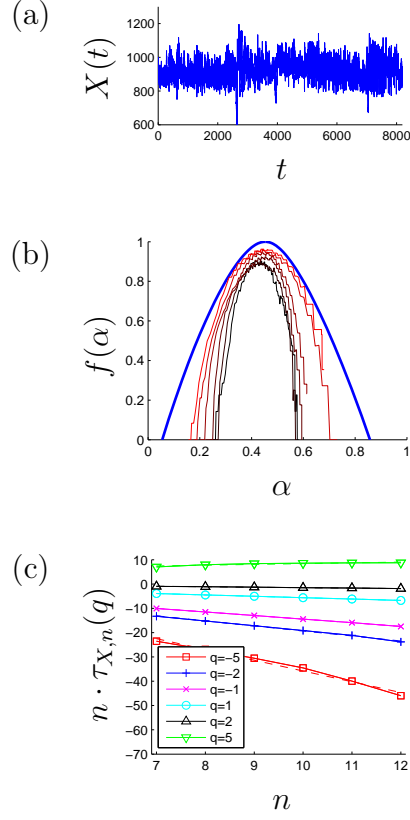 (a)
X(t)
1200
1000
800
600
0 2000 4000 6000 8000
t
(b)
f(α)
1
0.8
0.6
0.4
0.2
0
0 0.2 0.4 0.6 0.8 1
α
(c)
n · τ_{X,n}(q)
10
0
−10
−20
−30
−40
−50
−60
−70
q=−5
q=−2
q=−1
q=1
q=2
q=5
7 8 9 10 11 12
n